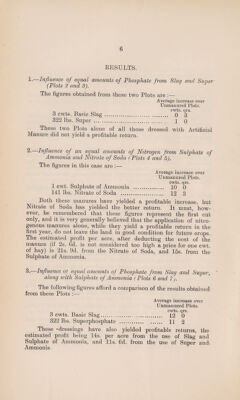 6
RESULTS.
1.—Influence of equal amounts of Phosphate from Slag and Super
(Plots 2 and 3).
The figures obtained from these two Plots are :—
Average increase over
Unmanured Plots.
cwts. qrs.
3 cwts. Basic Slag ... 0 3
322 lbs. Super ... 1 0
These two Plots alone of all those dressed with Artificial
Manure did not yield a profitable return.
2.—Influence of an equal amount of Nitrogen from Sulphate of
Ammonia and Nitrate of Soda (Plots 4 and 5).
The figures in this case are :—
Average increase over
Unmanured Plots.
cwts. qrs.
1 cwt. Sulphate of Ammonia ... 10 0
141 lbs. Nitrate of Soda ... 12 3
Both these manures have yielded a profitable increase, but
Nitrate of Soda has yielded the better return. It must, how-
ever, be remembered that these figures represent the first cut
only, and it is very generally believed that the application of nitro-
genous manures alone, while they yield a profitable return in the
first year, do not leave the land in good condition for future crops.
The estimated profit per acre, after deducting the cost of the
manure (if 2s. 6d. is not considered too high a price for one cwt.
of hay) is 21s. 9d. from the Nitrate of Soda, and 15s. from the
Sulphate of Ammonia.
3.—Influence of equal amounts of Phosphate from Slag and Super,
along with Sulphate of Ammonia (Plots 6 and 7).
The following figures afford a comparison of the results obtained
from these Plots :—
Average increase over
Unmanured Plots.
cwts. qrs.
3 cwts. Basic Slag ... 12 0
322 lbs. Superphosphate ... 11 2
These dressings have also yielded profitable returns, the
estimated profit being 14s. per acre from the use of Slag and
Sulphate of Ammonia, and 11s. 6d. from the use of Super and
Ammonia.